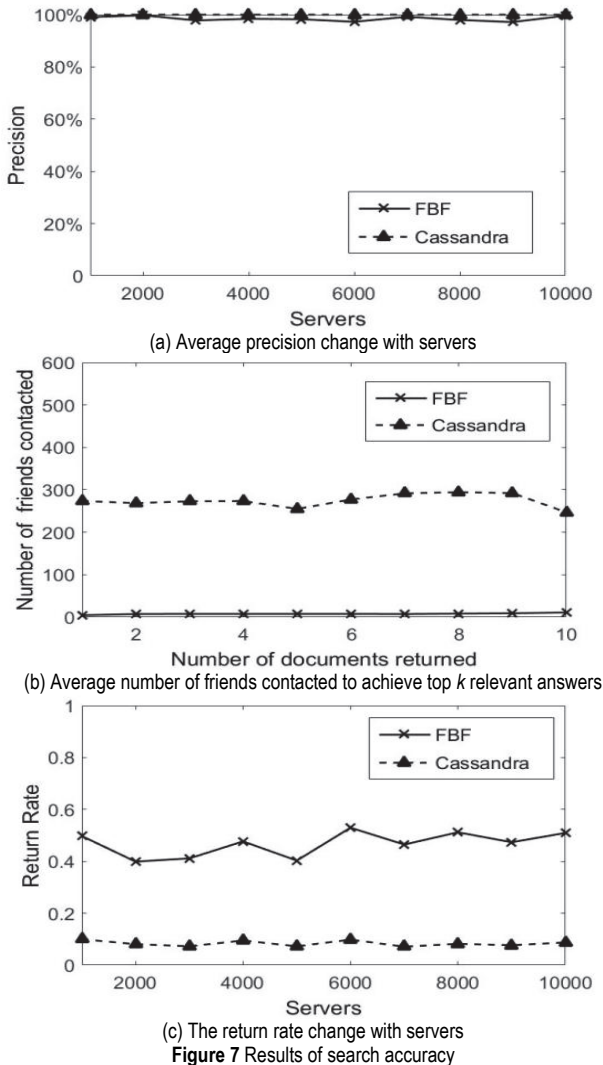 100%
80%
60%
40%
20%
0
Precision
FBF
Cassandra
2000 4000 6000 8000 10000
Servers
(a) Average precision change with servers
600
500
400
300
200
100
0
Number of friends contacted
FBF
Cassandra
2 4 6 8 10
Number of documents returned
(b) Average number of friends contacted to achieve top k relevant answers
1
0.8
0.6
0.4
0.2
0
Return Rate
FBF
Cassandra
2000 4000 6000 8000 10000
Servers
(c) The return rate change with servers
Figure 7 Results of search accuracy